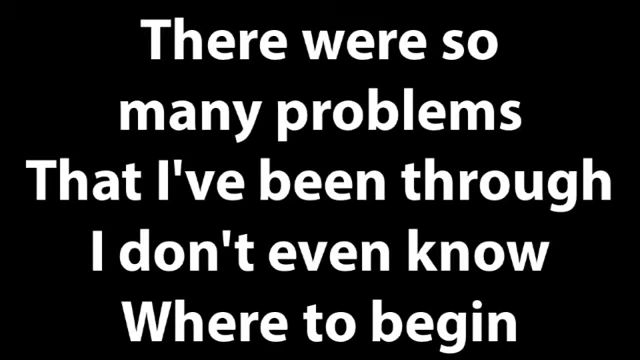 There were so
many problems
That I've been through
I don't even know
Where to begin